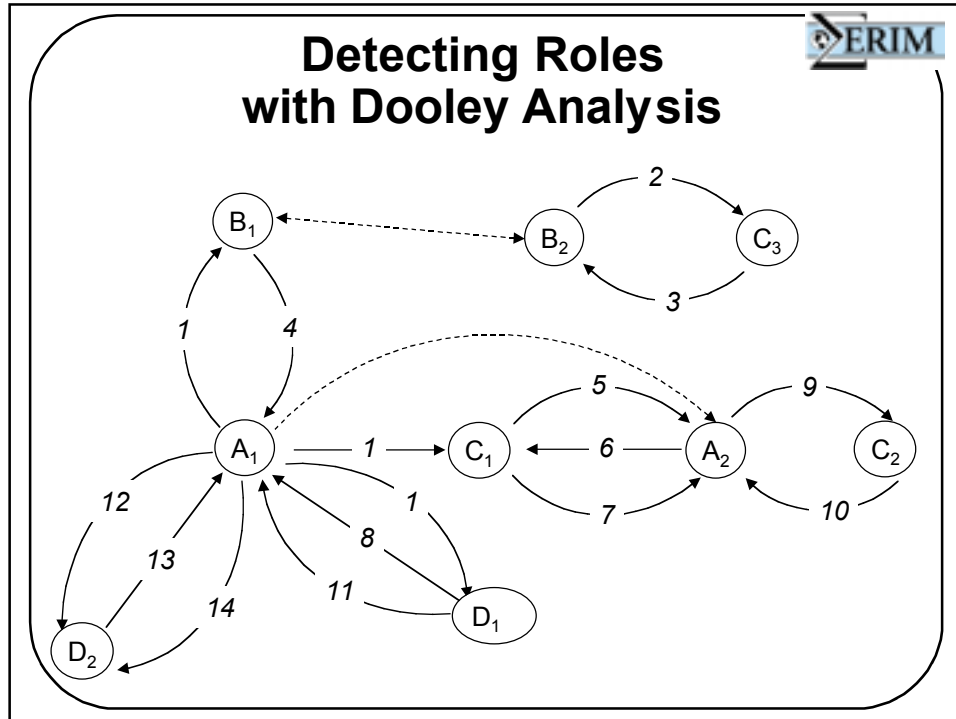 Detecting Roles
with Dooley Analysis
ERIM
B₁
B₂
2
C₃
3
1
4
A₁
1
C₁
5
6
7
A₂
9
C₂
10
12
13
14
1
8
11
D₁
D₂